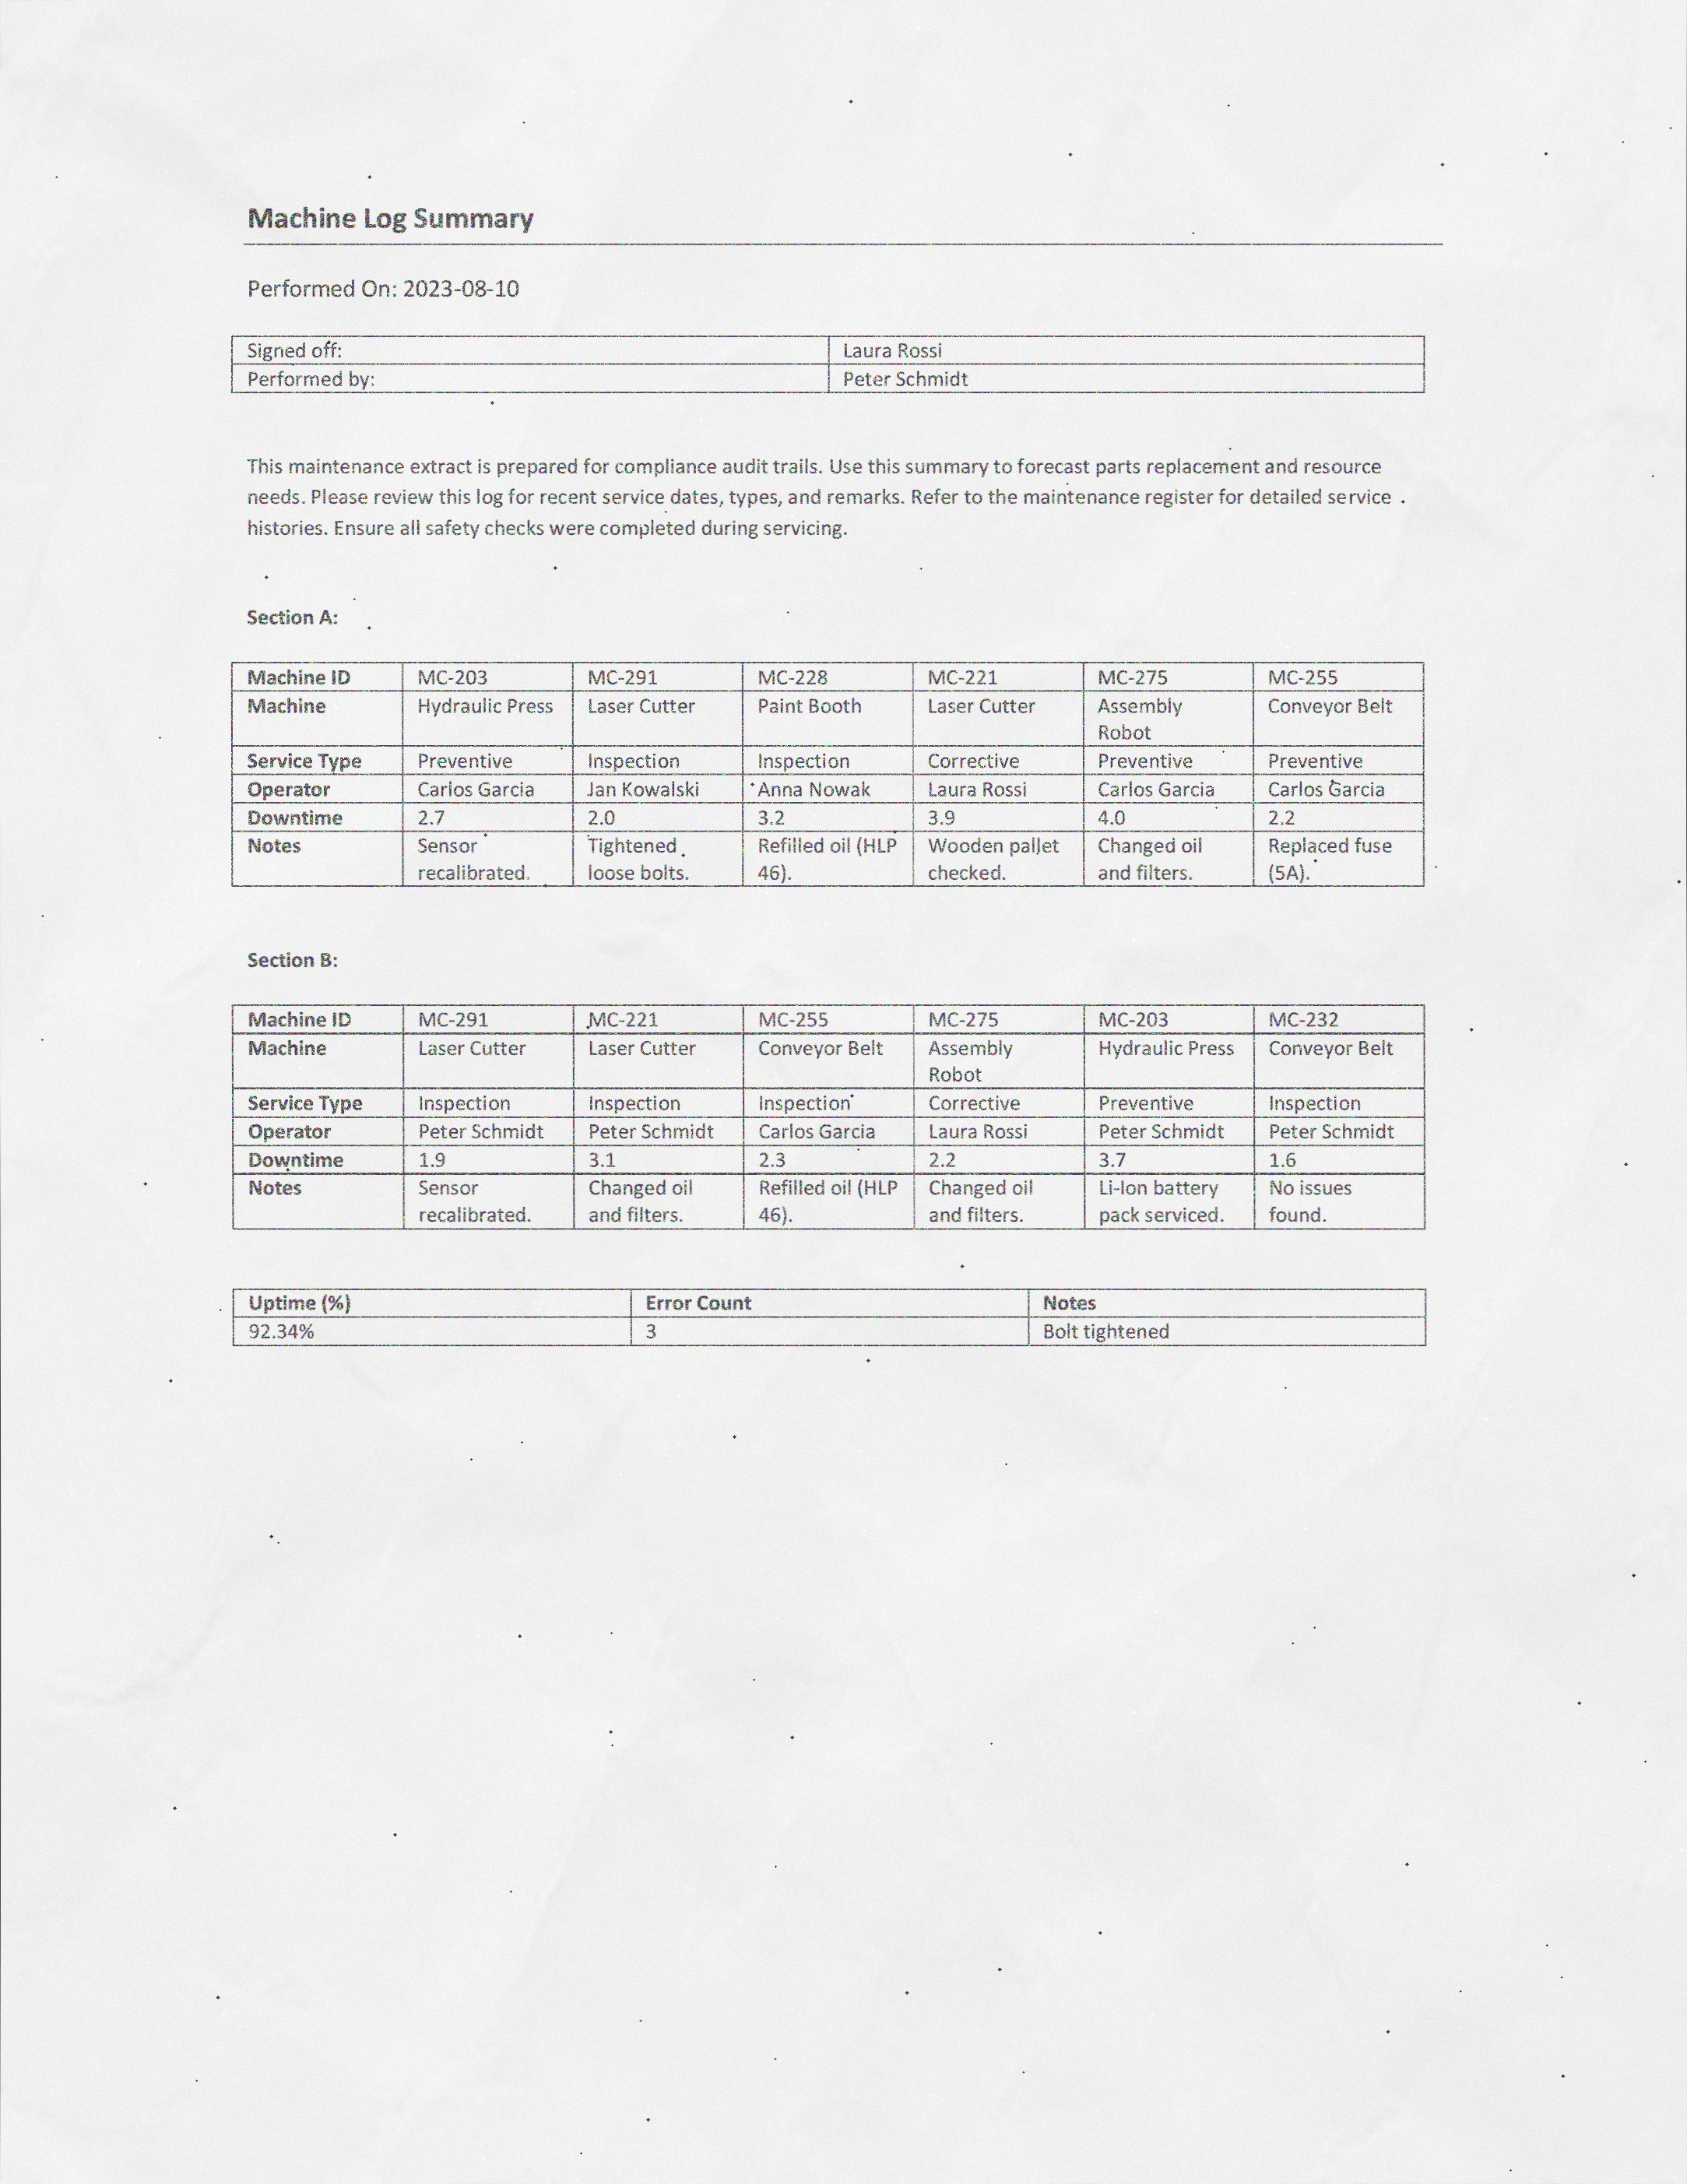 Machine Log Summary
Performed On: 2023-08-10
Signed off: Laura Rossi
Performed by: Peter Schmidt
This maintenance extract is prepared for compliance audit trails. Use this summary to forecast parts replacement and resource
needs. Please review this log for recent service dates, types, and remarks. Refer to the maintenance register for detailed service
histories. Ensure all safety checks were completed during servicing.
Section A:
Machine ID MC-203 MC-291 MC-228 MC-221 MC-275 MC-255
Machine Hydraulic Press Laser Cutter Paint Booth Laser Cutter Assembly Conveyor Belt
Robot
Service Type Preventive Inspection Inspection Corrective Preventive Preventive
Operator Carlos Garcia Jan Kowalski Anna Nowak Laura Rossi Carlos Garcia Carlos Garcia
Downtime 2.7 2.0 3.2 3.9 4.0 2.2
Notes Sensor Tightened Refilled oil (HLP Wooden pallet Changed oil Replaced fuse
recalibrated. loose bolts. 46). checked. and filters. (5A).
Section B:
Machine ID MC-291 MC-221 MC-255 MC-275 MC-203 MC-232
Machine Laser Cutter Laser Cutter Conveyor Belt Assembly Hydraulic Press Conveyor Belt
Robot
Service Type Inspection Inspection Inspection Corrective Preventive Inspection
Operator Peter Schmidt Peter Schmidt Carlos Garcia Laura Rossi Peter Schmidt Peter Schmidt
Downtime 1.9 3.1 2.3 2.2 3.7 1.6
Notes Sensor Changed oil Refilled oil (HLP Changed oil Li-Ion battery No issues
recalibrated. and filters. 46). and filters. pack serviced. found.
Uptime (%) Error Count Notes
92.34% 3 Bolt tightened